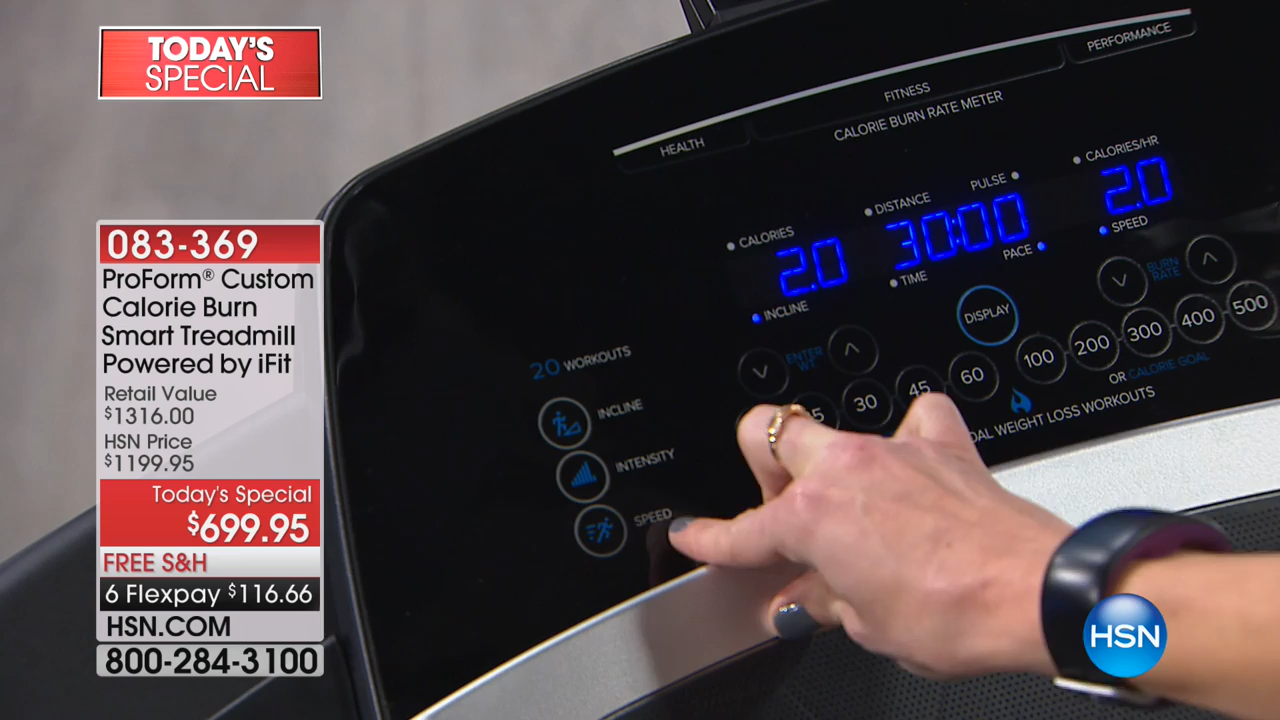 TODAY'S
SPECIAL
083-369
ProForm® Custom
Calorie Burn
Smart Treadmill
Powered by iFit
Retail Value
$1316.00
HSN Price
$1199.95
Today's Special
$699.95
FREE S&H
6 Flexpay $116.66
HSN.COM
800-284-3100
PERFORMANCE
FITNESS
CALORIE BURN RATE METER
HEALTH
CALORIES/HR
PULSE
DISTANCE
CALORIES
2.0
30:00
2.0
SPEED
PACE
TIME
INCLINE
BURN
RATE
DISPLAY
ENTER
WT.
30 45 60 100 200 300 400 500
OR CALORIE GOAL
WEIGHT LOSS WORKOUTS
20 WORKOUTS
INCLINE
INTENSITY
SPEED
HSN